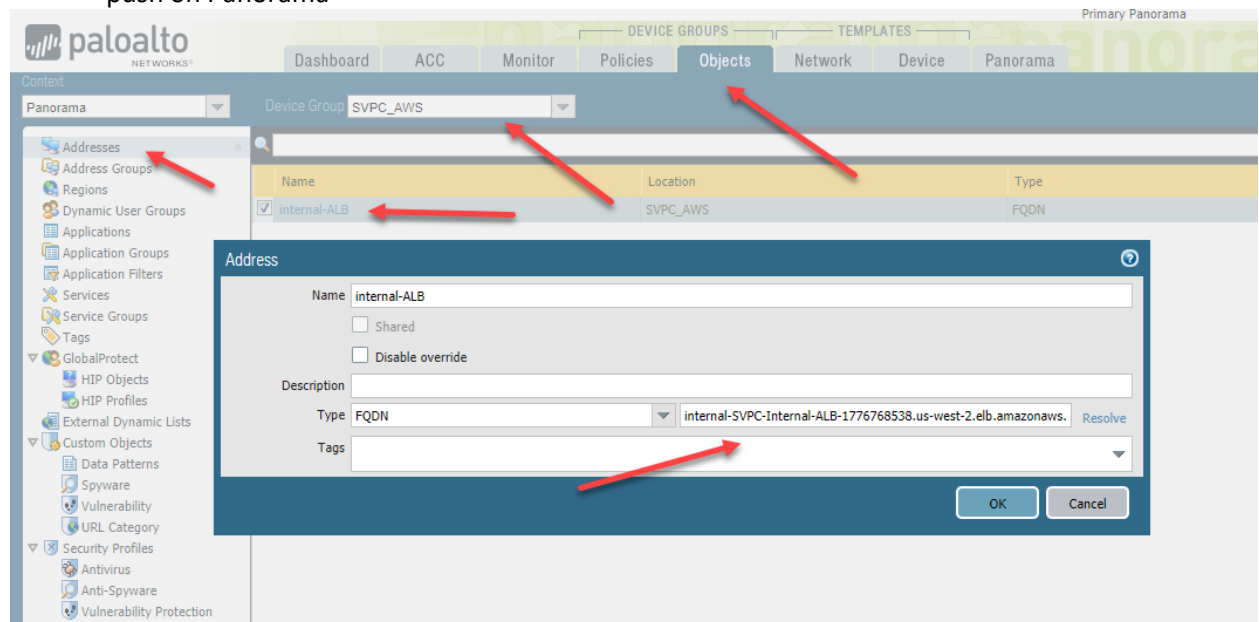 push on Panorama
Primary Panorama
paloalto
NETWORKS
DEVICE GROUPS TEMPLATES
Dashboard ACC Monitor Policies Objects Network Device Panorama
Context
Panorama Device Group SVPC_AWS
Addresses
Address Groups
Regions
Dynamic User Groups
Applications
Application Groups
Application Filters
Services
Service Groups
Tags
GlobalProtect
HIP Objects
HIP Profiles
External Dynamic Lists
Custom Objects
Data Patterns
Spyware
Vulnerability
URL Category
Security Profiles
Antivirus
Anti-Spyware
Vulnerability Protection
Name Location Type
internal-ALB SVPC_AWS FQDN
Address
Name internal-ALB
Shared
Disable override
Description
Type FQDN internal-SVPC-Internal-ALB-1776768538.us-west-2.elb.amazonaws. Resolve
Tags
OK Cancel